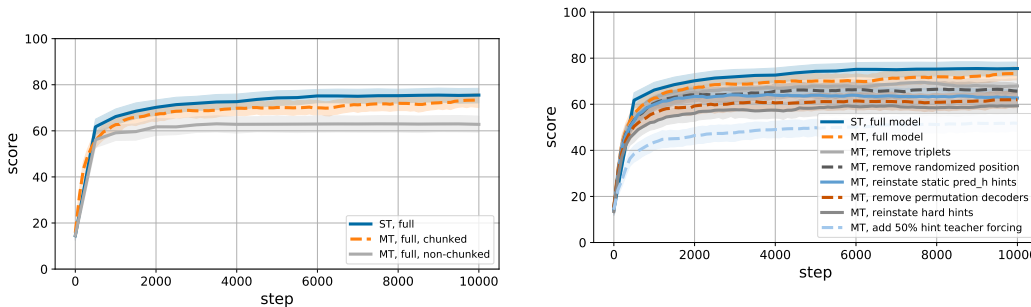 100
80
60
40
20
0
score
0
2000
4000
6000
8000
10000
step
ST, full
MT, full, chunked
MT, full, non-chunked
100
80
60
40
20
0
score
0
2000
4000
6000
8000
10000
step
ST, full model
MT, full model
MT, remove triplets
MT, remove randomized position
MT, reinstate static pred_h hints
MT, remove permutation decoders
MT, reinstate hard hints
MT, add 50% hint teacher forcing